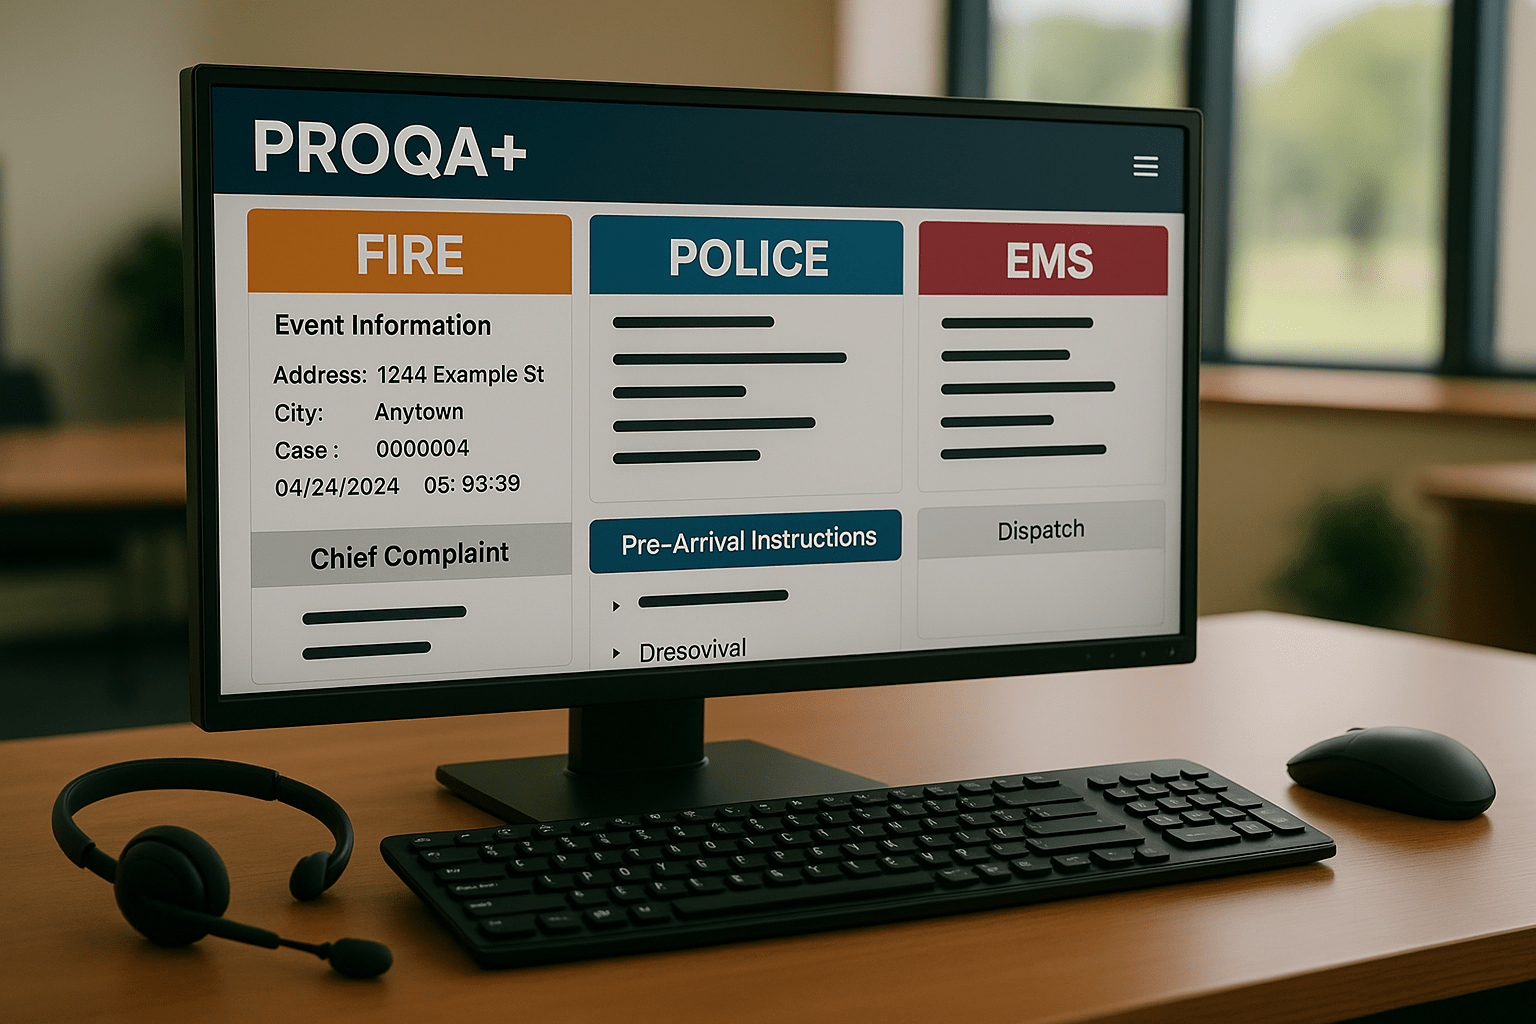 PROQA+
FIRE
Event Information
Address: 1244 Example St
City: Anytown
Case : 0000004
04/24/2024 05: 93:39
Chief Complaint
POLICE
Pre-Arrival Instructions
Dresovival
EMS
Dispatch